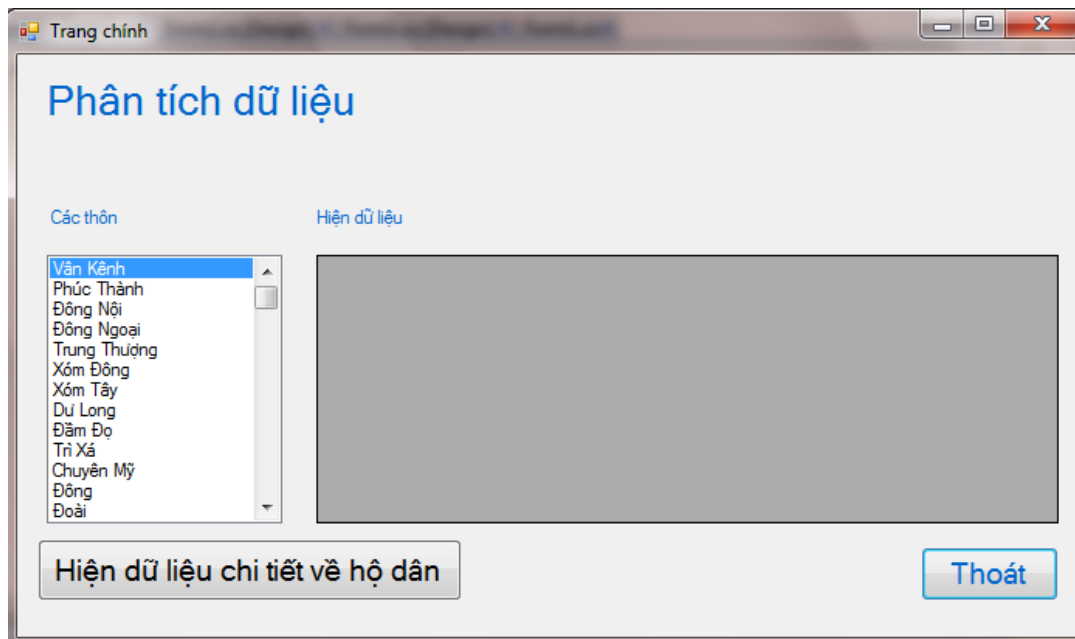 Trang chính
Phân tích dữ liệu
Các thôn
Hiện dữ liệu
Vân Kênh
Phúc Thành
Đông Nội
Đông Ngoại
Trung Thượng
Xóm Đông
Xóm Tây
Dư Long
Đầm Đọ
Trì Xá
Chuyên Mỹ
Đông
Đoài
Hiện dữ liệu chi tiết về hộ dân
Thoát